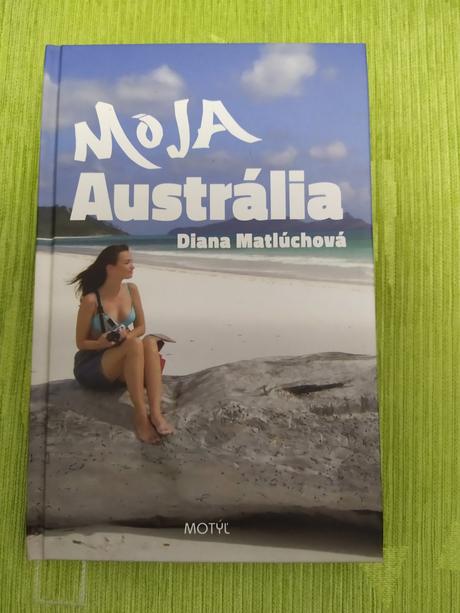 MOJA
Austrália
Diana Matlúchová
MOTÝĽ